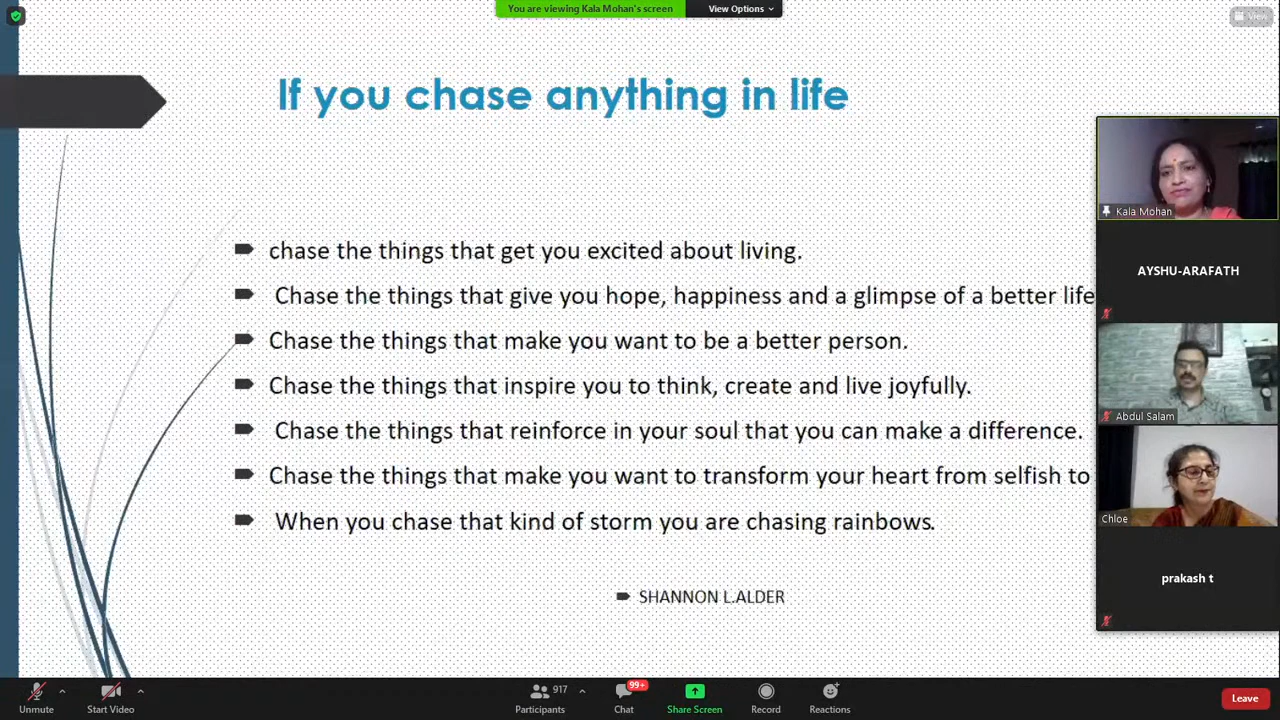 You are viewing Kala Mohan's screen
View Options
View
If you chase anything in life
chase the things that get you excited about living.
Chase the things that give you hope, happiness and a glimpse of a better life
Chase the things that make you want to be a better person.
Chase the things that inspire you to think, create and live joyfully.
Chase the things that reinforce in your soul that you can make a difference.
Chase the things that make you want to transform your heart from selfish to
When you chase that kind of storm you are chasing rainbows.
SHANNON L.ALDER
Kala Mohan
AYSHU-ARAFATH
Abdul Salam
Chloe
prakash t
Unmute
Start Video
917
Participants
99+
Chat
Share Screen
Record
Reactions
Leave